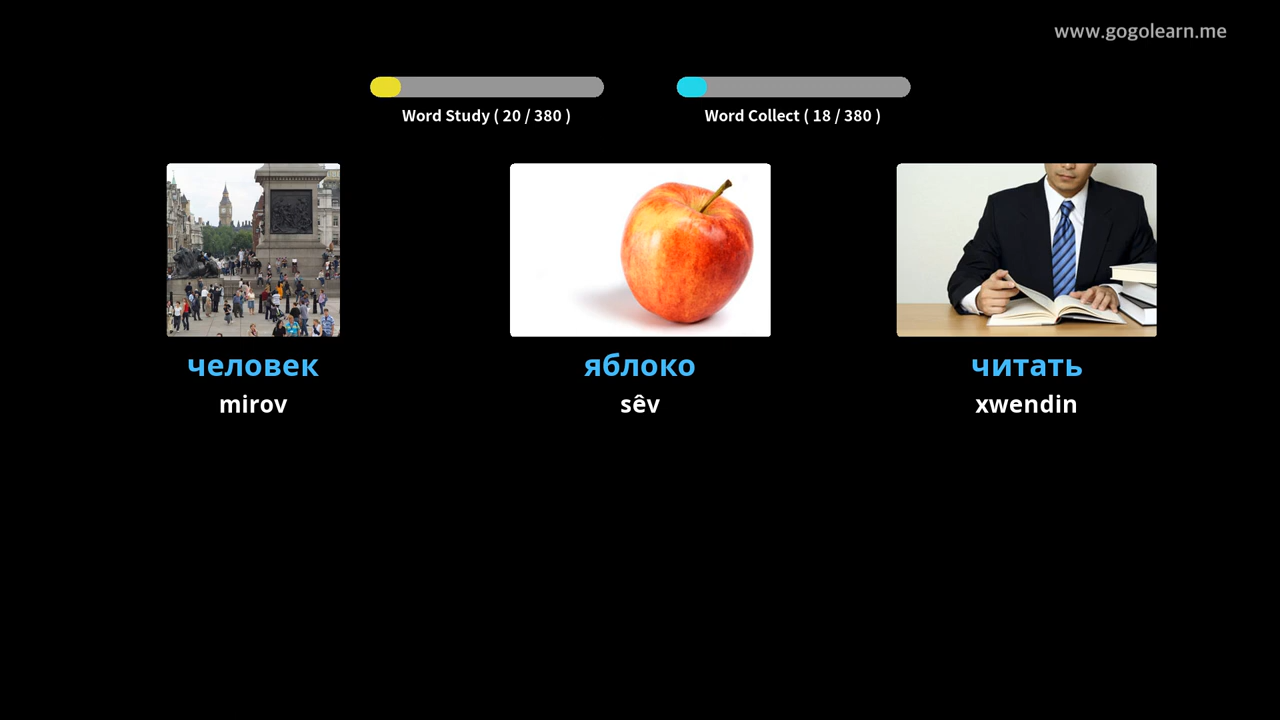 www.gogolearn.me
Word Study ( 20 / 380 )
Word Collect ( 18 / 380 )
человек
mirov
яблоко
sêv
читать
xwendin